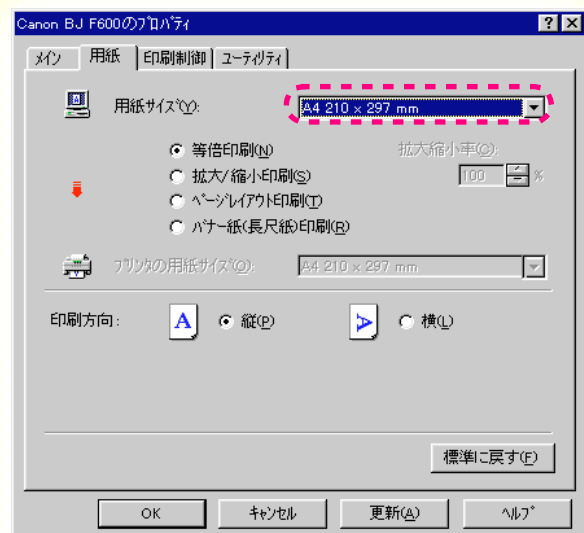 Canon BJ F600のﾌﾟﾛﾊﾟﾃｨ
ﾒｲﾝ 用紙 印刷制御 ﾕｰﾃｨﾘﾃｨ
用紙ｻｲｽﾞ(Y): A4 210 x 297 mm
等倍印刷(N) 拡大縮小率(C):
拡大/縮小印刷(S) 100 %
ﾍﾟｰｼﾞﾚｲｱｳﾄ印刷(T)
ﾊﾞﾅｰ紙(長尺紙)印刷(R)
ﾌﾟﾘﾝﾀの用紙ｻｲｽﾞ(O): A4 210 x 297 mm
印刷方向: A 縦(P) A 横(L)
標準に戻す(F)
OK ｷｬﾝｾﾙ 更新(A) ﾍﾙﾌﾟ